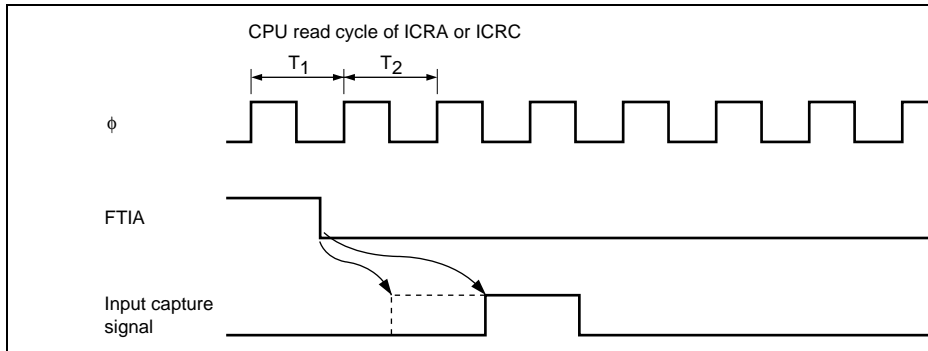 CPU read cycle of ICRA or ICRC
T1 T2
ϕ
FTIA
Input capture
signal